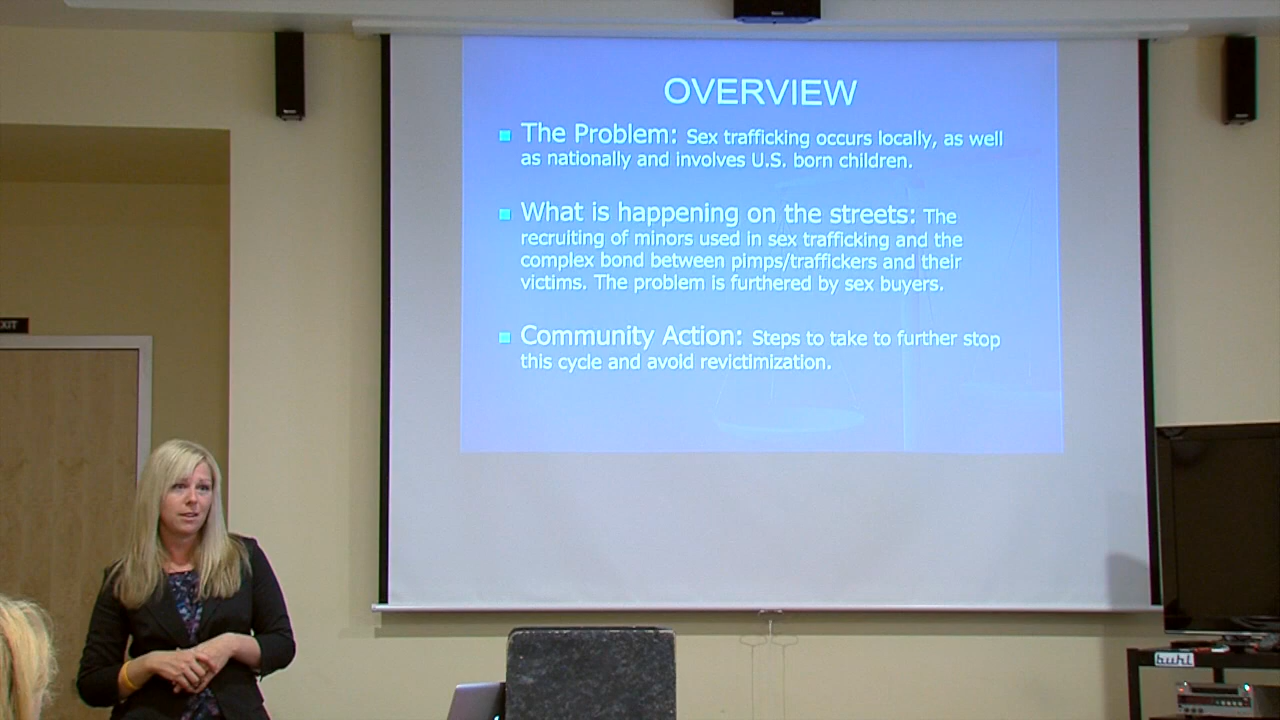 OVERVIEW
The Problem: Sex trafficking occurs locally, as well
as nationally and involves U.S. born children.
What is happening on the streets: The
recruiting of minors used in sex trafficking and the
complex bond between pimps/traffickers and their
victims. The problem is furthered by sex buyers.
Community Action: Steps to take to further stop
this cycle and avoid revictimization.
XIT
buhl